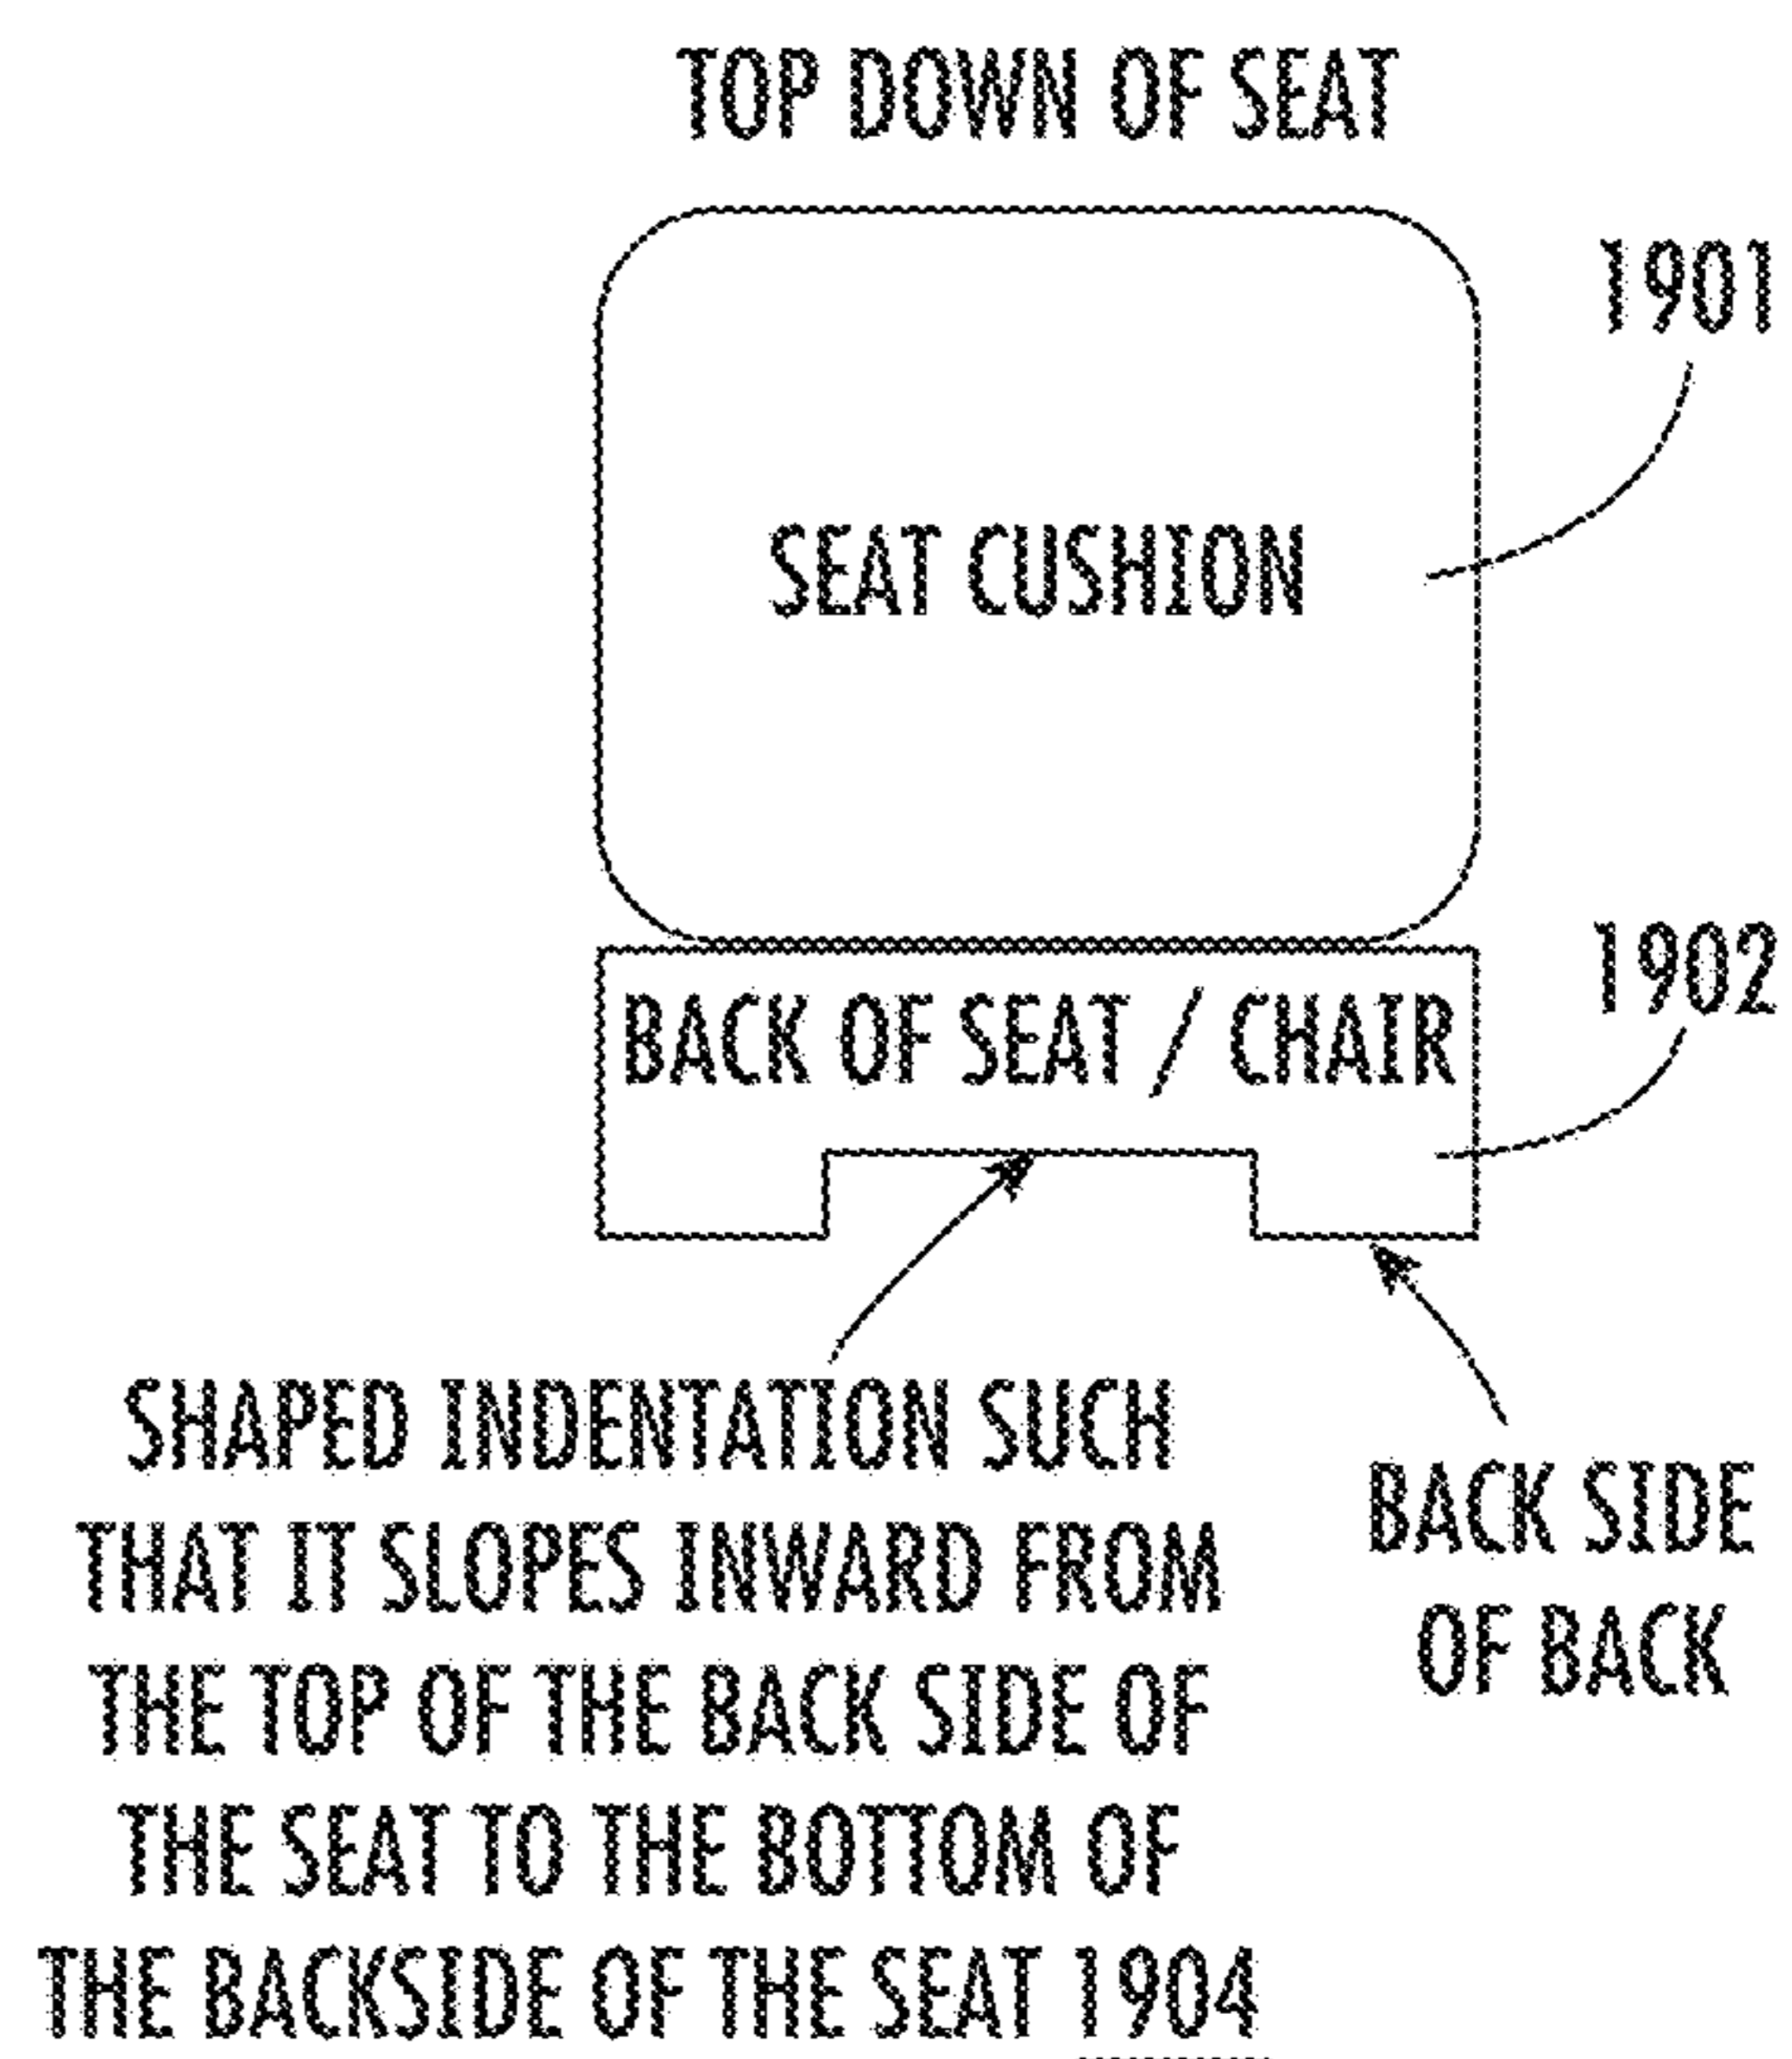 TOP DOWN OF SEAT
1901
SEAT CUSHION
1902
BACK OF SEAT / CHAIR
SHAPED INDENTATION SUCH
THAT IT SLOPES INWARD FROM
THE TOP OF THE BACK SIDE OF
THE SEAT TO THE BOTTOM OF
THE BACKSIDE OF THE SEAT 1904
BACK SIDE
OF BACK